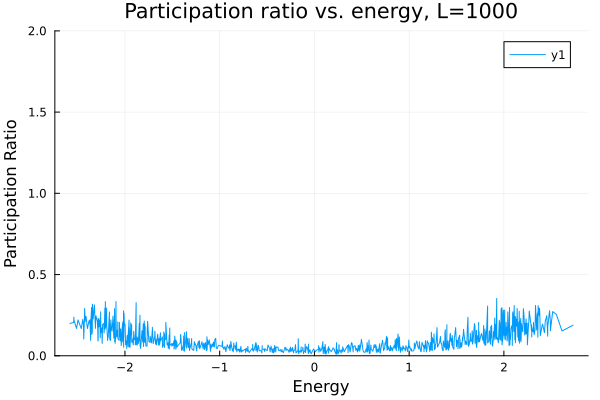 Participation ratio vs. energy, L=1000
y1
Participation Ratio
2.0
1.5
1.0
0.5
0.0
−2
−1
0
1
2
Energy